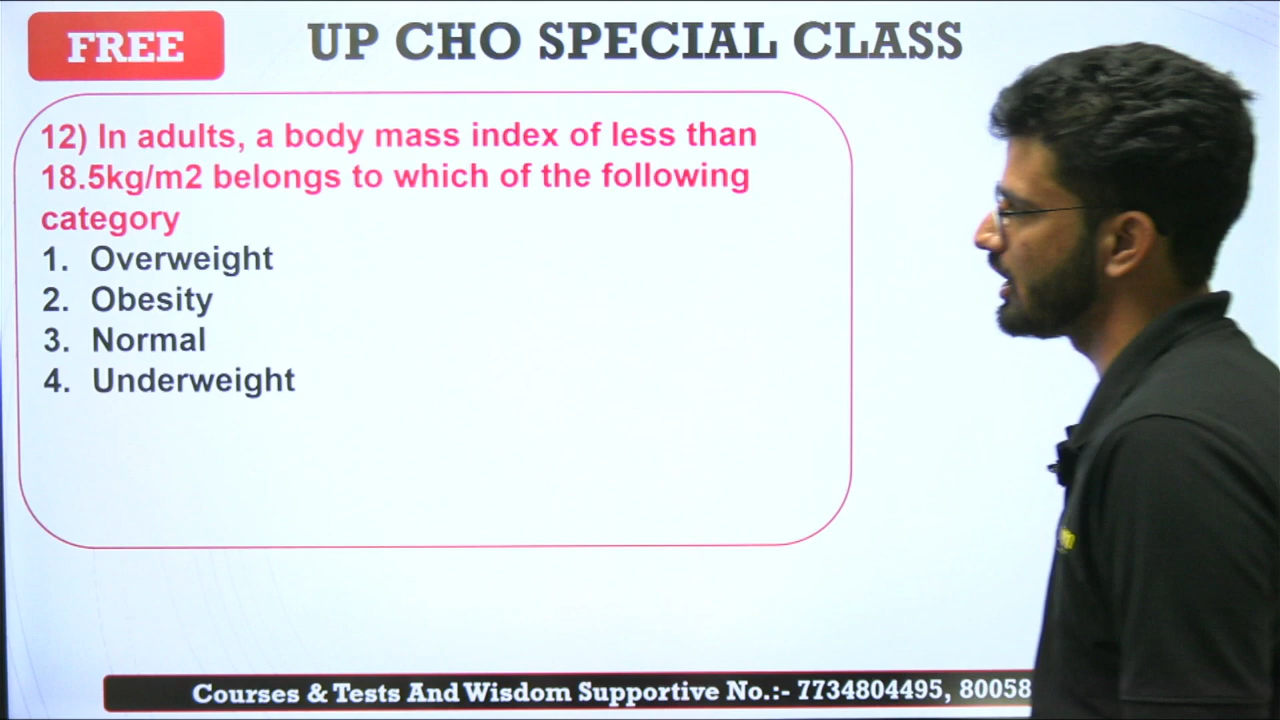 FREE
UP CHO SPECIAL CLASS
12) In adults, a body mass index of less than
18.5kg/m2 belongs to which of the following
category
1. Overweight
2. Obesity
3. Normal
4. Underweight
Courses & Tests And Wisdom Supportive No.:- 7734804495, 80058